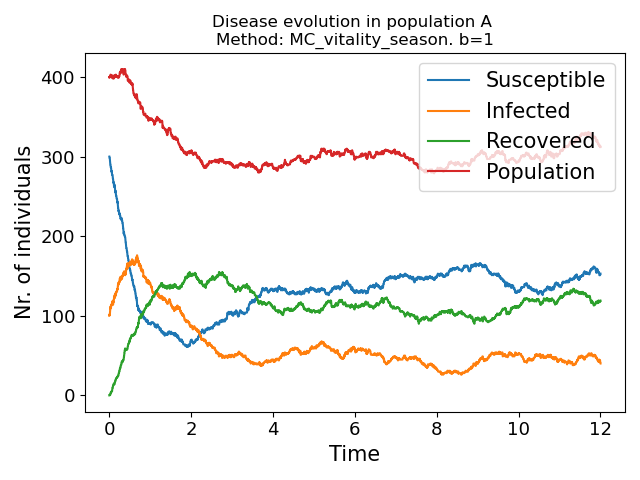 Disease evolution in population A
Method: MC_vitality_season. b=1
Nr. of individuals
400
300
200
100
0
Susceptible
Infected
Recovered
Population
0 2 4 6 8 10 12
Time